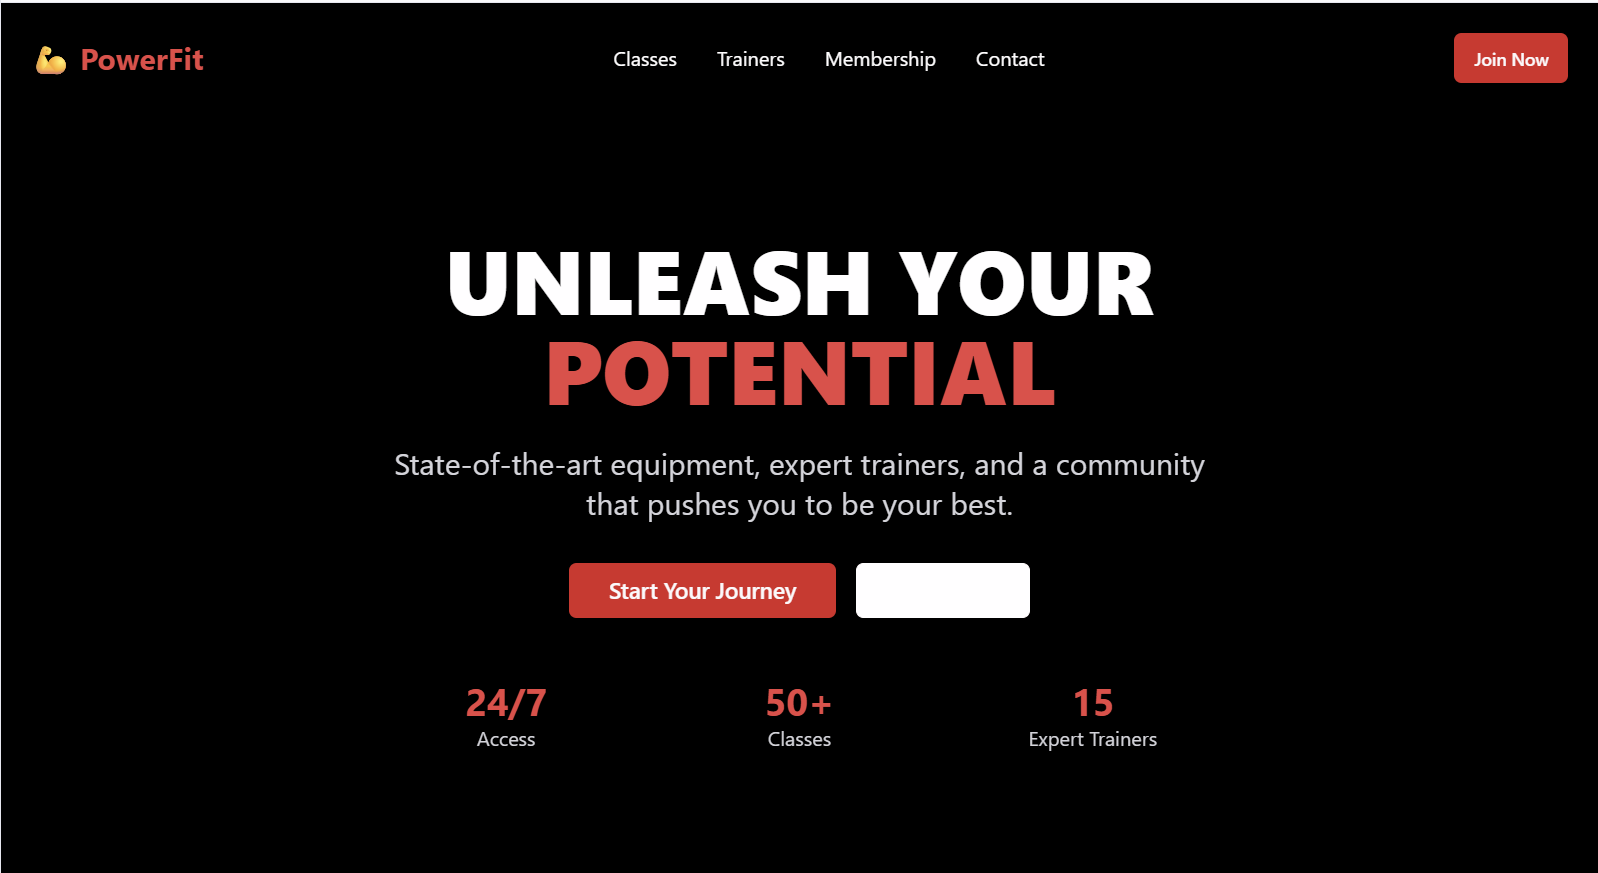 PowerFit
Classes
Trainers
Membership
Contact
Join Now
UNLEASH YOUR
POTENTIAL
State-of-the-art equipment, expert trainers, and a community
that pushes you to be your best.
Start Your Journey
24/7
Access
50+
Classes
15
Expert Trainers